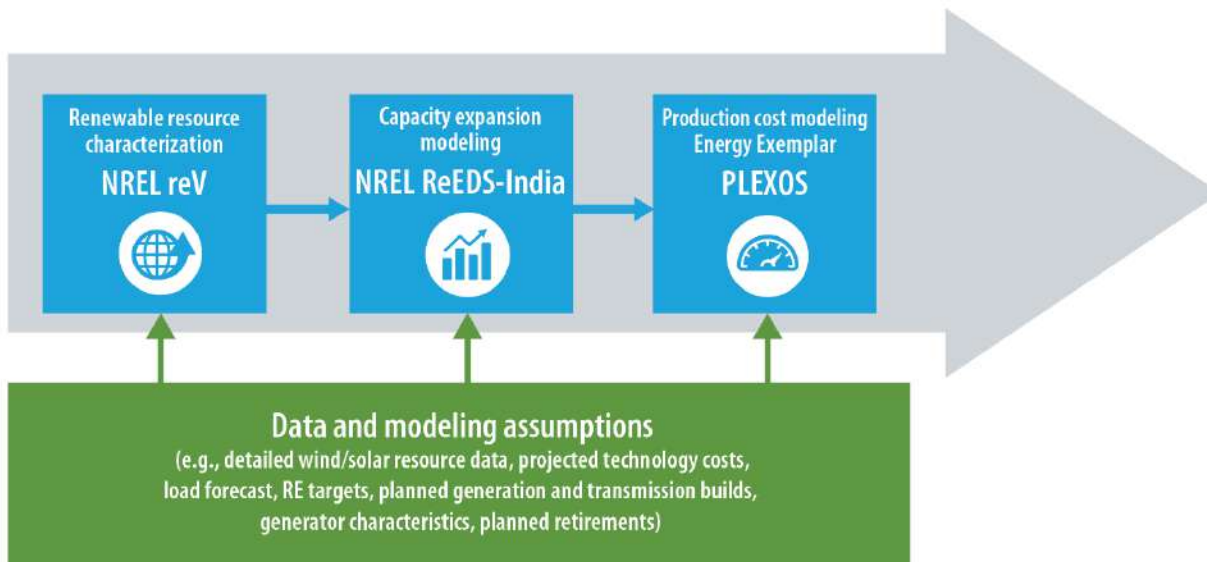 Renewable resource
characterization
NREL reV
Capacity expansion
modeling
NREL ReEDS-India
Production cost modeling
Energy Exemplar
PLEXOS
Data and modeling assumptions
(e.g., detailed wind/solar resource data, projected technology costs,
load forecast, RE targets, planned generation and transmission builds,
generator characteristics, planned retirements)